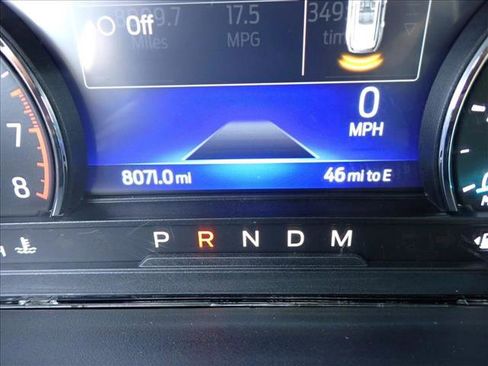 Off
17.5
Miles
MPG
0
MPH
7
8
8071.0 mi
46 mi to E
H
P R N D M